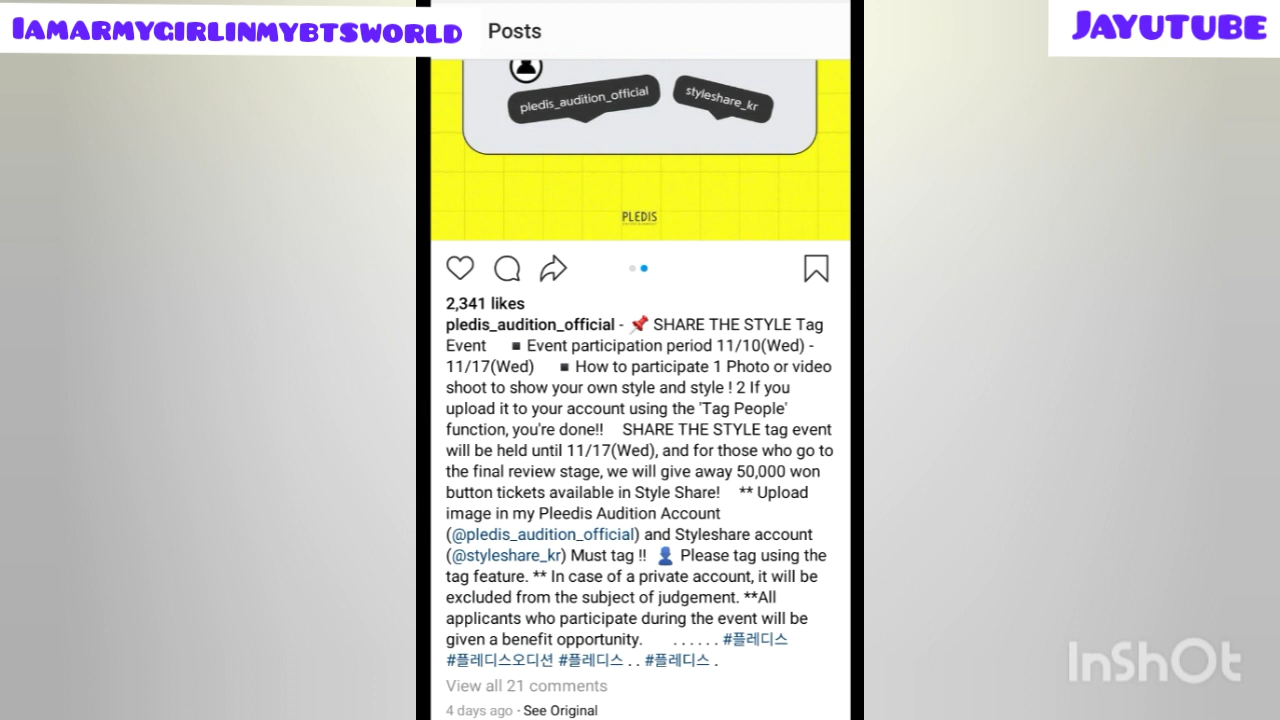 IAMARMYGIRLINMYBTSWORLD
JAYUTUBE
Posts
pledis_audition_official
styleshare_kr
PLEDIS
2,341 likes
pledis_audition_official - 📌 SHARE THE STYLE Tag
Event ◾ Event participation period 11/10(Wed) -
11/17(Wed) ◾ How to participate 1 Photo or video
shoot to show your own style and style ! 2 If you
upload it to your account using the 'Tag People'
function, you're done!! SHARE THE STYLE tag event
will be held until 11/17(Wed), and for those who go to
the final review stage, we will give away 50,000 won
button tickets available in Style Share! ** Upload
image in my Pleedis Audition Account
(@pledis_audition_official) and Styleshare account
(@styleshare_kr) Must tag !! 👤 Please tag using the
tag feature. ** In case of a private account, it will be
excluded from the subject of judgement. **All
applicants who participate during the event will be
given a benefit opportunity. . . . . . . #플레디스
#플레디스오디션 #플레디스 . . #플레디스 .
View all 21 comments
4 days ago · See Original
InShOt